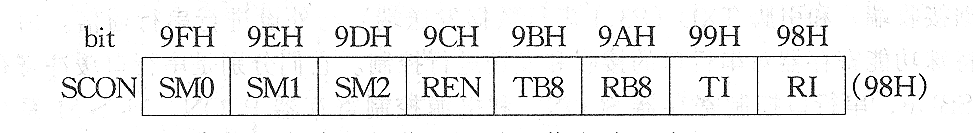 bit 9FH 9EH 9DH 9CH 9BH 9AH 99H 98H
SCON SM0 SM1 SM2 REN TB8 RB8 TI RI (98H)